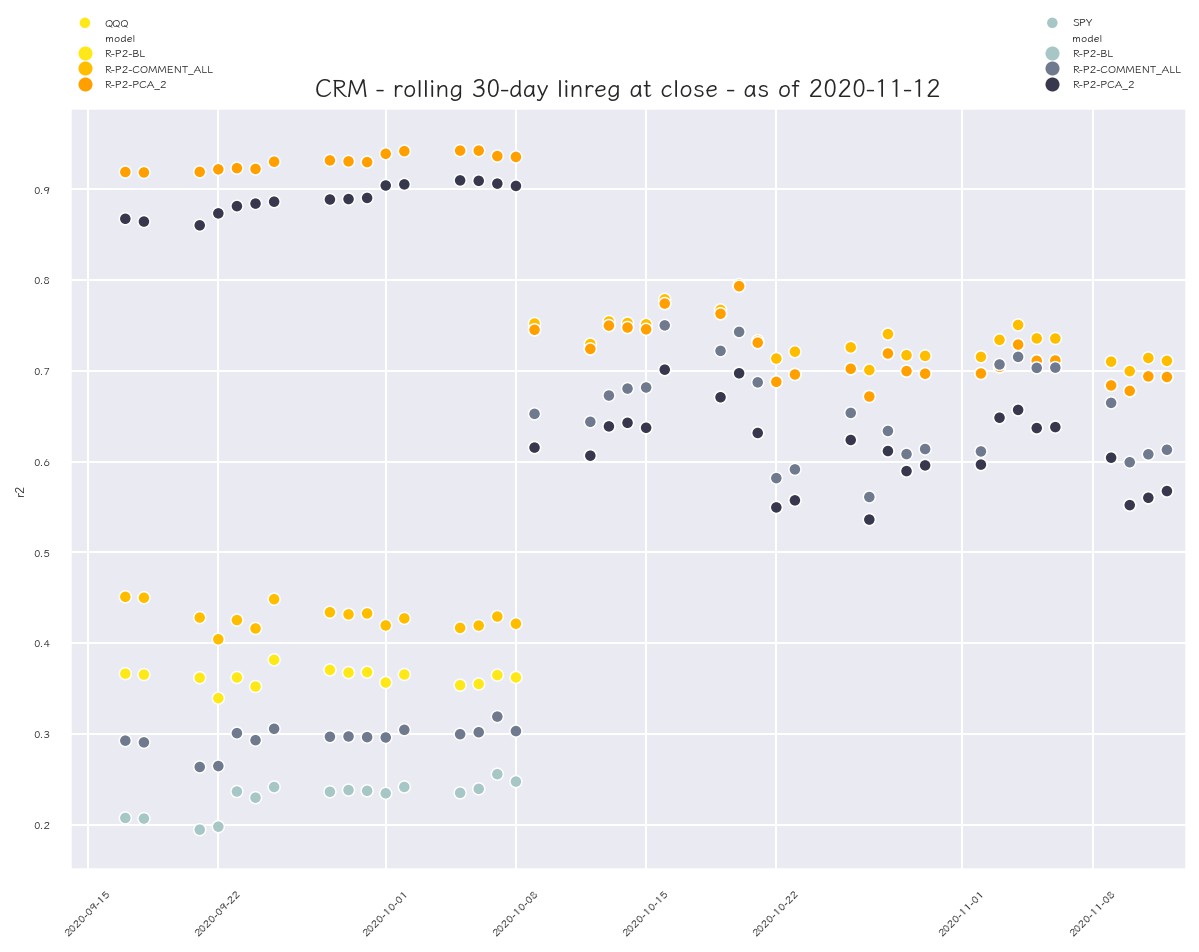 QQQ
model
R-P2-BL
R-P2-COMMENT_ALL
R-P2-PCA_2
SPY
model
R-P2-BL
R-P2-COMMENT_ALL
R-P2-PCA_2
CRM - rolling 30-day linreg at close - as of 2020-11-12
0.9
0.8
0.7
0.6
0.5
0.4
0.3
0.2
r2
2020-09-15
2020-09-22
2020-10-01
2020-10-08
2020-10-15
2020-10-22
2020-11-01
2020-11-08